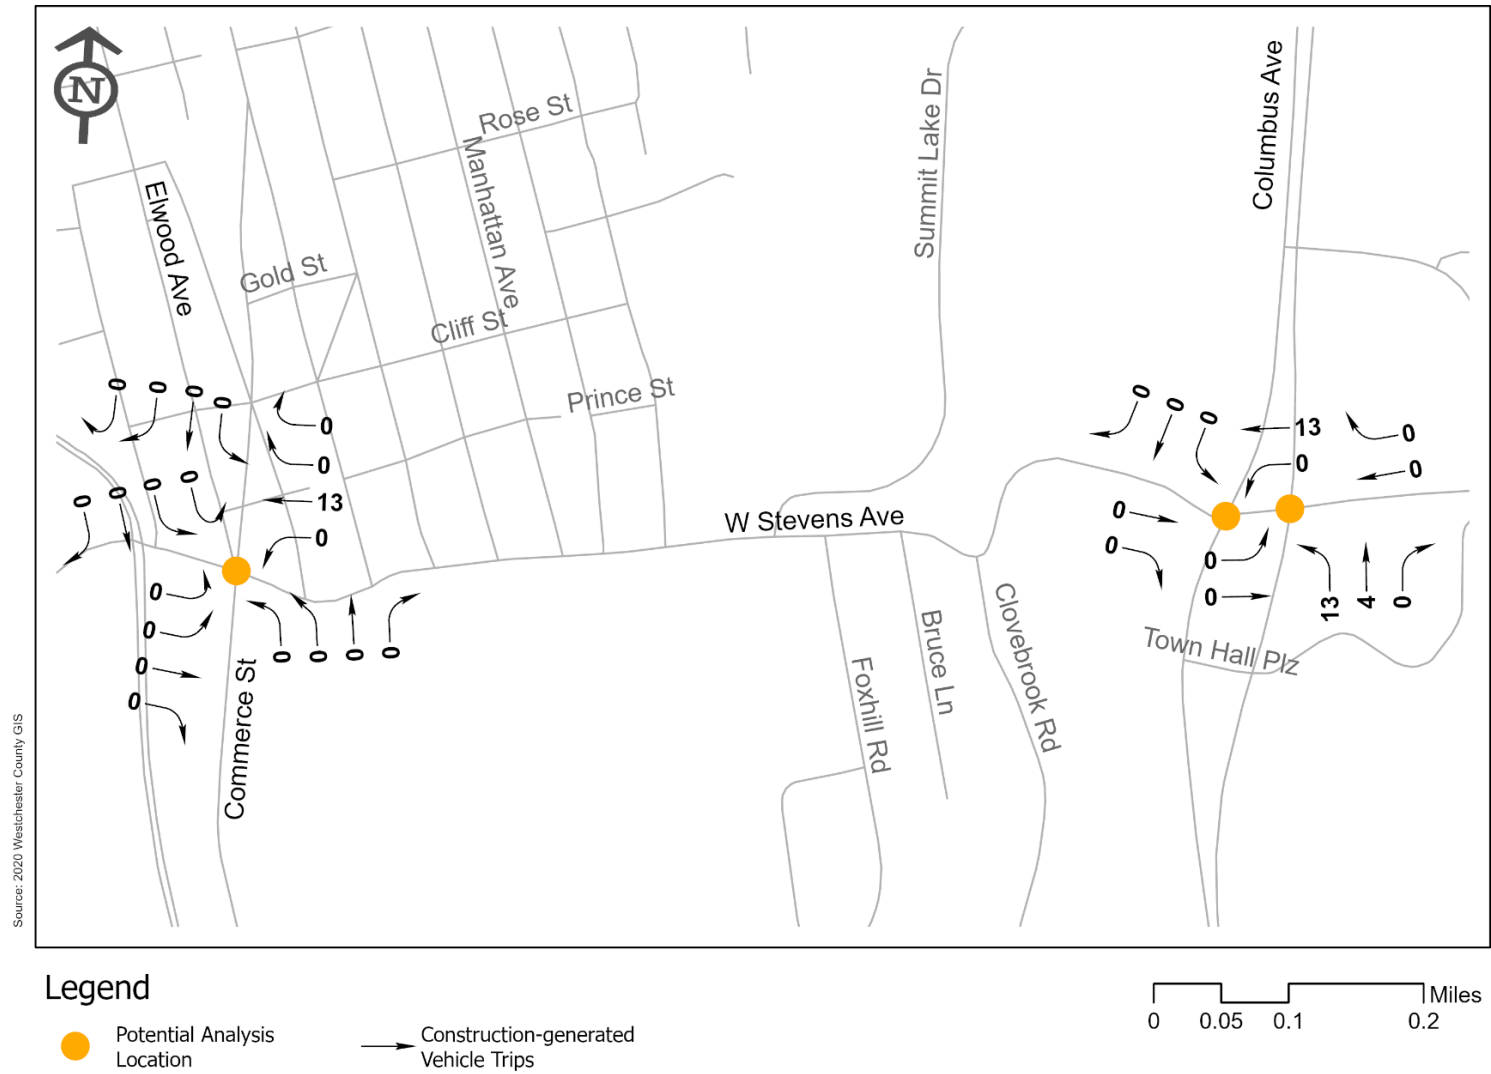 N
Rose St
Manhattan Ave
Summit Lake Dr
Columbus Ave
Elwood Ave
Gold St
Cliff St
Prince St
0
0
0
0
0
0
13
0
0
0
0
0
0
0
0
0
0
0
0
0
W Stevens Ave
0
0
0
13
0
0
0
0
0
0
0
13
4
0
Commerce St
Foxhill Rd
Bruce Ln
Clovebrook Rd
Town Hall Plz
Source: 2020 Westchester County GIS
Legend
Potential Analysis
Location
Construction-generated
Vehicle Trips
Miles
0 0.05 0.1 0.2